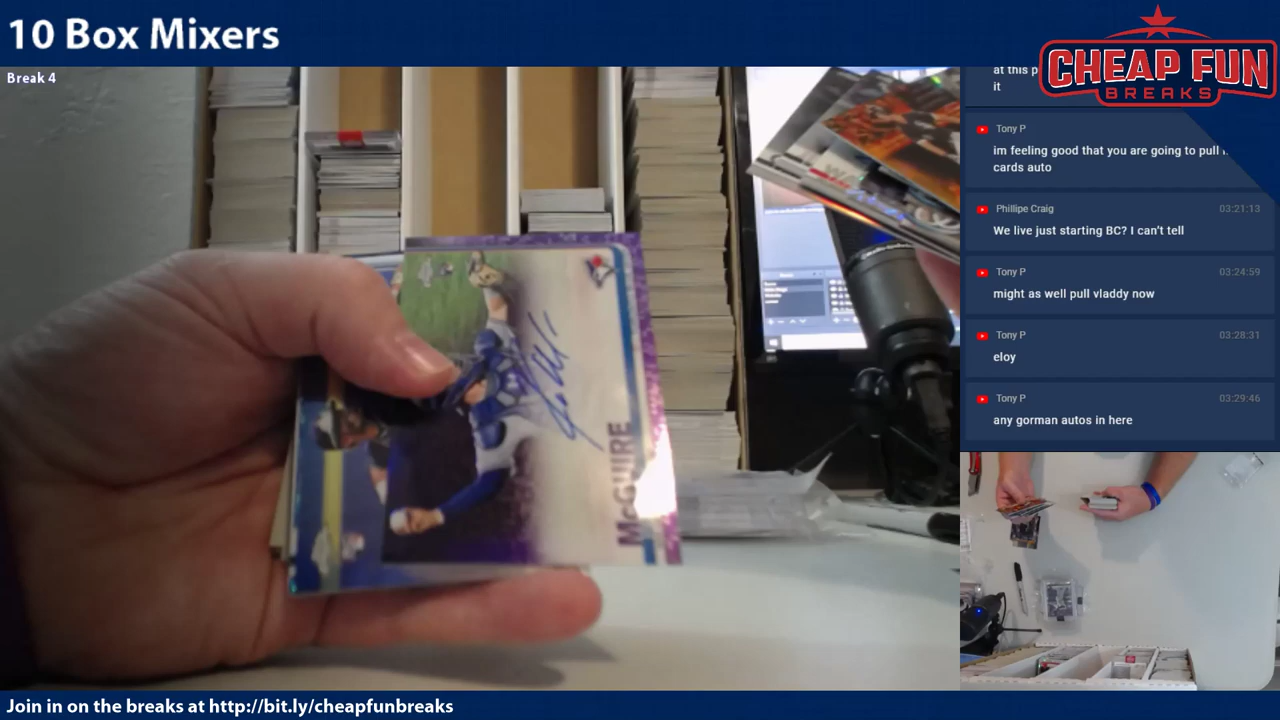 10 Box Mixers
Break 4
CHEAP FUN
BREAKS
at this p
it
Tony P
im feeling good that you are going to pull
cards auto
Phillipe Craig 03:21:13
We live just starting BC? I can't tell
Tony P 03:24:59
might as well pull vladdy now
Tony P 03:28:31
eloy
Tony P 03:29:46
any gorman autos in here
McGUIRE
Join in on the breaks at http://bit.ly/cheapfunbreaks